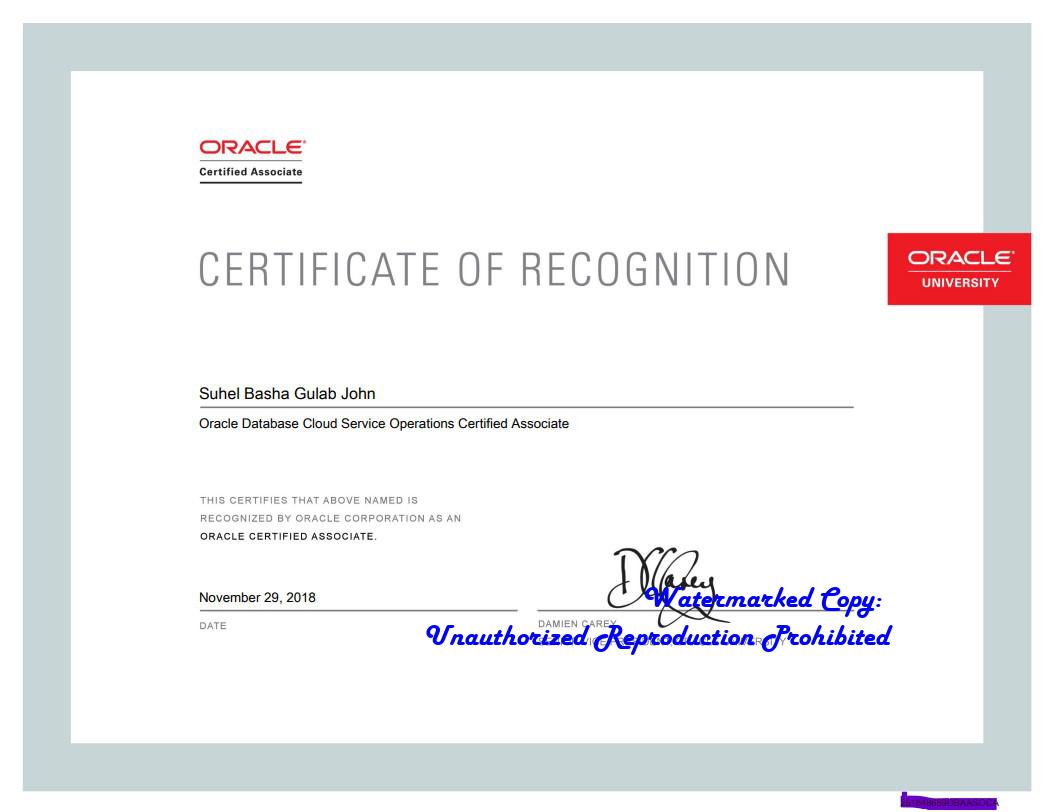 ORACLE®
Certified Associate
CERTIFICATE OF RECOGNITION
ORACLE®
UNIVERSITY
Suhel Basha Gulab John
Oracle Database Cloud Service Operations Certified Associate
THIS CERTIFIES THAT ABOVE NAMED IS
RECOGNIZED BY ORACLE CORPORATION AS AN
ORACLE CERTIFIED ASSOCIATE.
November 29, 2018
Watermarked Copy:
DATE
DAMIEN CAREY
Unauthorized Reproduction Prohibited